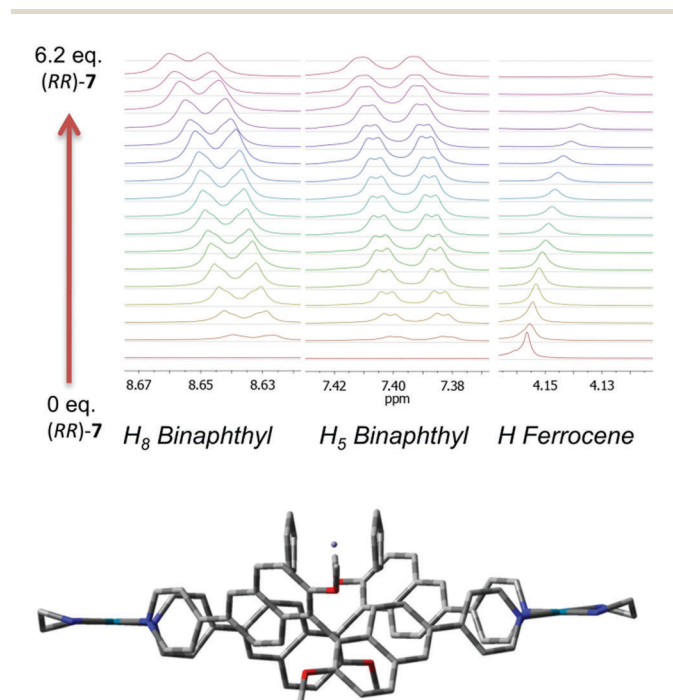 6.2 eq.
(RR)-7
0 eq.
(RR)-7
8.67 8.65 8.63 7.42 7.40 7.38 4.15 4.13
ppm
H₈ Binaphthyl H₅ Binaphthyl H Ferrocene